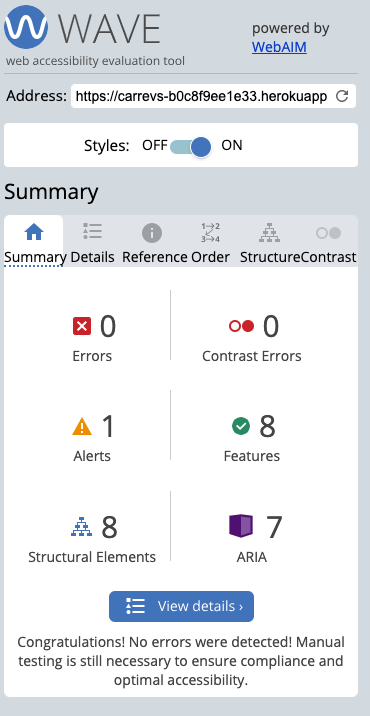 WAVE
web accessibility evaluation tool
powered by
WebAIM
Address: https://carrevs-b0c8f9ee1e33.herokuapp
Styles: OFF ON
Summary
Summary Details Reference Order Structure Contrast
0 0
Errors Contrast Errors
1 8
Alerts Features
8 7
Structural Elements ARIA
View details ›
Congratulations! No errors were detected! Manual
testing is still necessary to ensure compliance and
optimal accessibility.